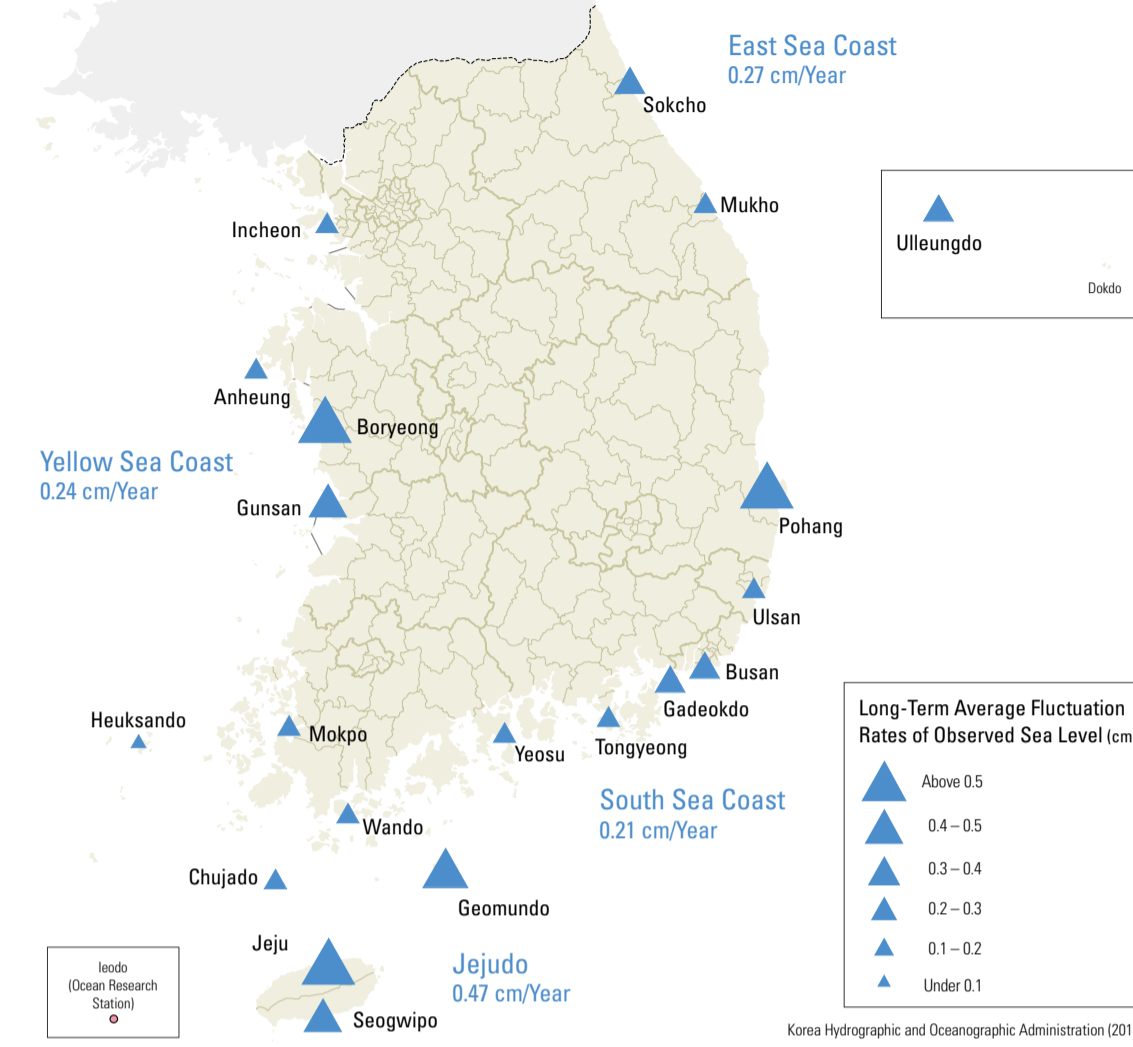 East Sea Coast
0.27 cm/Year
Sokcho
Mukho
Ulleungdo
Dokdo
Incheon
Anheung
Boryeong
Yellow Sea Coast
0.24 cm/Year
Gunsan
Pohang
Ulsan
Busan
Gadeokdo
Heuksando
Mokpo
Yeosu
Tongyeong
South Sea Coast
0.21 cm/Year
Wando
Chujado
Geomundo
Jeju
Jejudo
0.47 cm/Year
Seogwipo
Ieodo
(Ocean Research
Station)
Long-Term Average Fluctuation
Rates of Observed Sea Level (cm
Above 0.5
0.4 – 0.5
0.3 – 0.4
0.2 – 0.3
0.1 – 0.2
Under 0.1
Korea Hydrographic and Oceanographic Administration (201